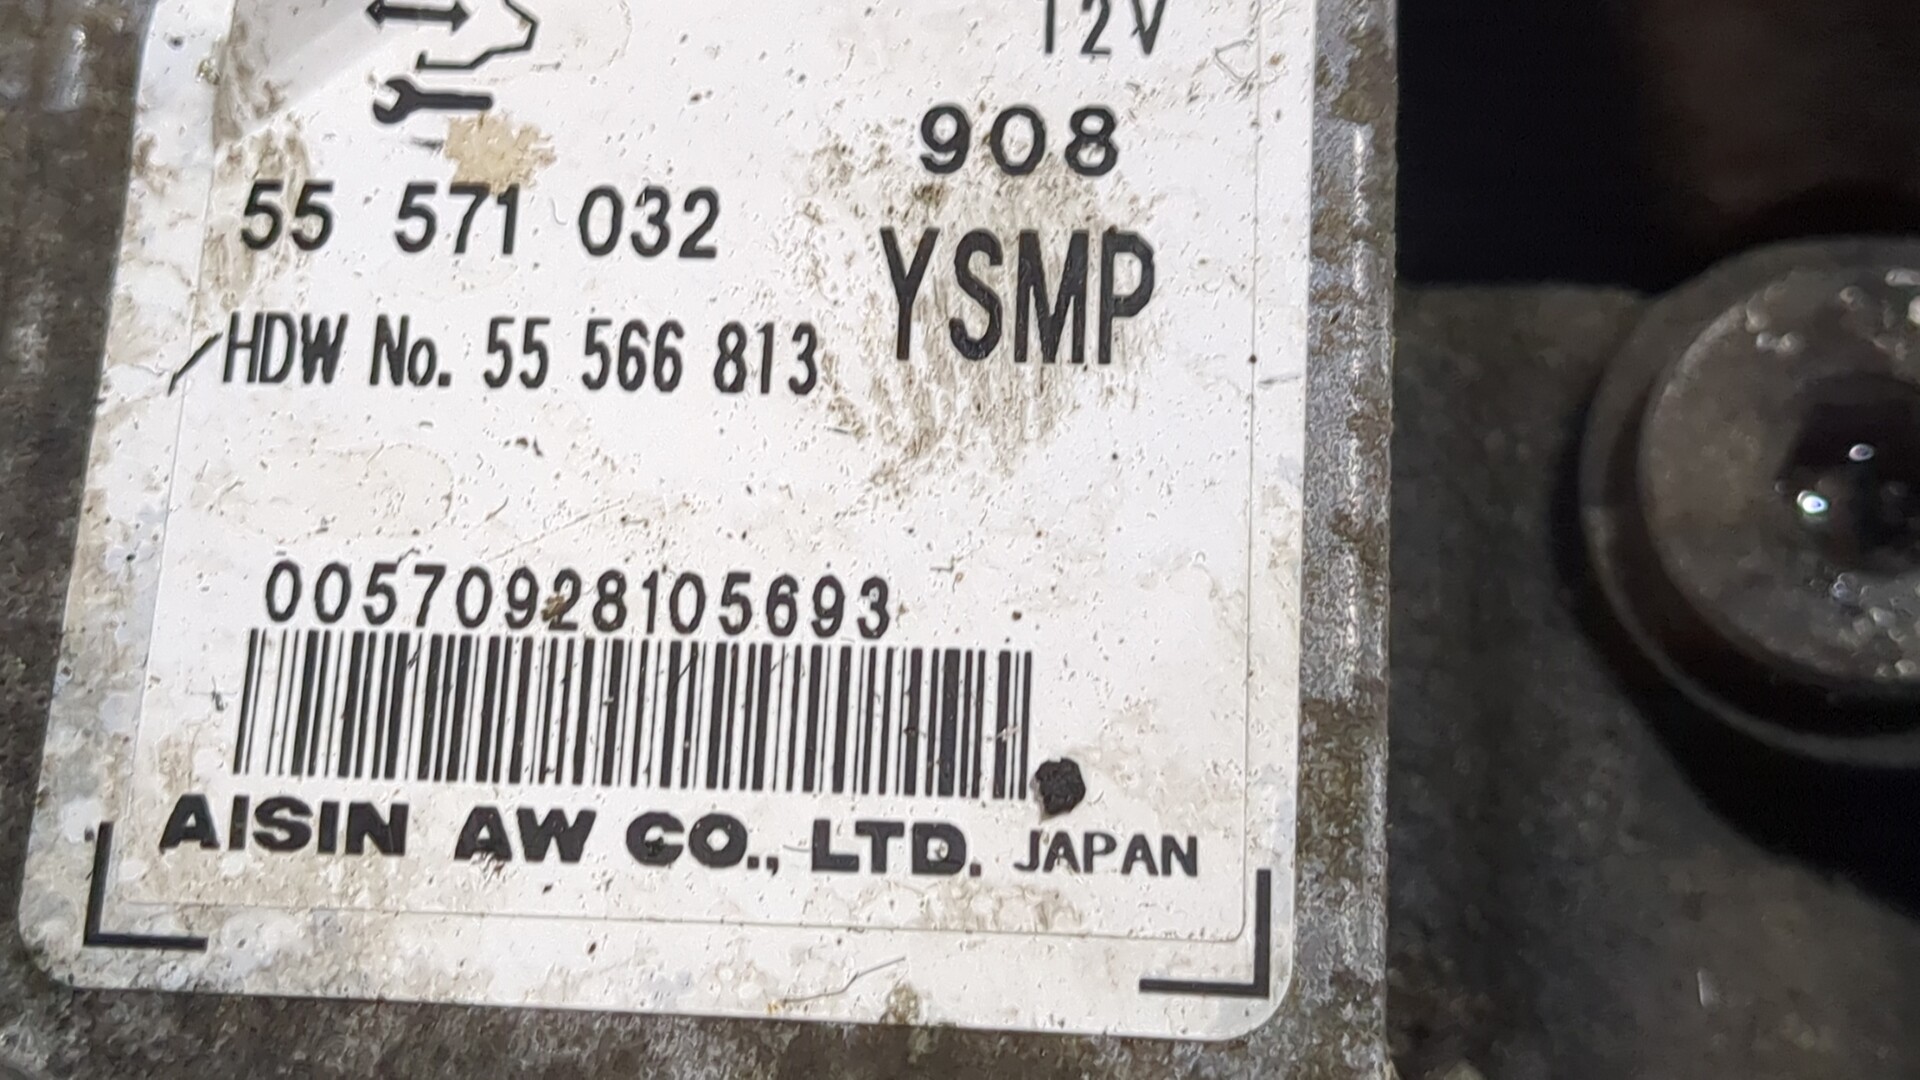 12V
908
55 571 032
YSMP
HDW No. 55 566 813
00570928105693
AISIN AW CO., LTD. JAPAN